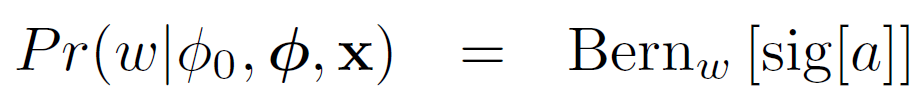 Pr(w|ϕ₀, 𝛟, 𝐱) = Bern_w [sig[a]]